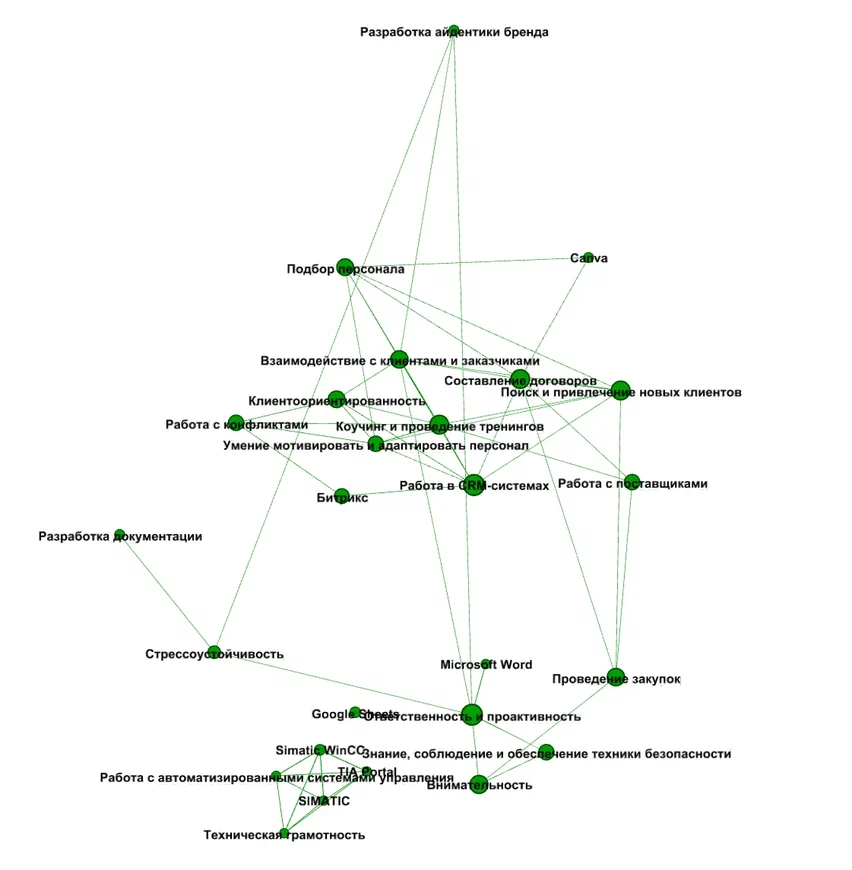 Разработка айдентики бренда
Canva
Подбор персонала
Взаимодействие с клиентами и заказчиками
Составление договоров
Поиск и привлечение новых клиентов
Клиентоориентированность
Работа с конфликтами
Коучинг и проведение тренингов
Умение мотивировать и адаптировать персонал
Работа в CRM-системах
Работа с поставщиками
Битрикс
Разработка документации
Стрессоустойчивость
Microsoft Word
Проведение закупок
Google Sheets
Ответственность и проактивность
Simatic WinCC
Знание, соблюдение и обеспечение техники безопасности
TIA Portal
Работа с автоматизированными системами управления
Внимательность
SIMATIC
Техническая грамотность